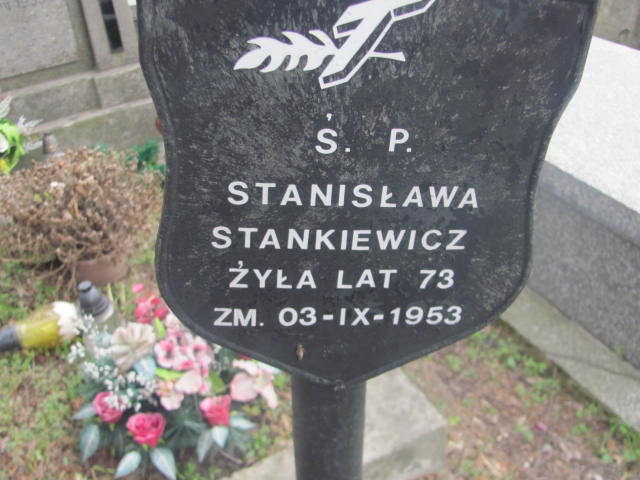 Ś. P.
STANISŁAWA
STANKIEWICZ
ŻYŁA LAT 73
ZM. 03-IX-1953